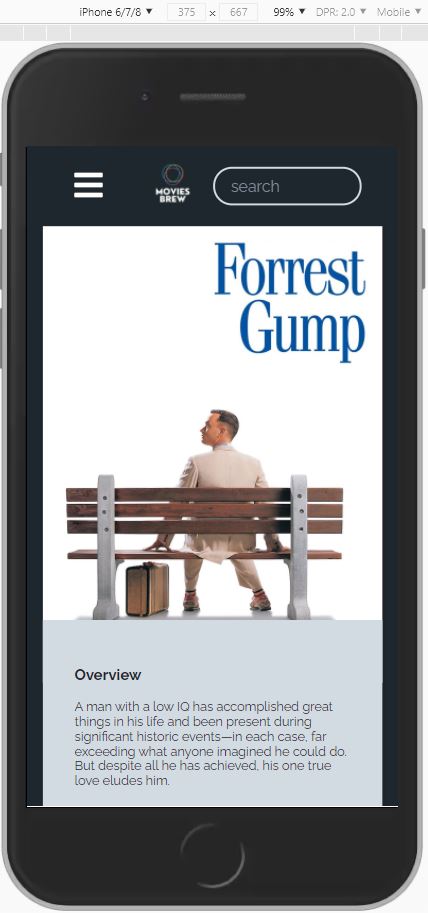 iPhone 6/7/8 ▼ 375 x 667 99% ▼ DPR: 2.0 ▼ Mobile ▼
MOVIES
BREW
search
Forrest
Gump
Overview
A man with a low IQ has accomplished great
things in his life and been present during
significant historic events—in each case, far
exceeding what anyone imagined he could do.
But despite all he has achieved, his one true
love eludes him.